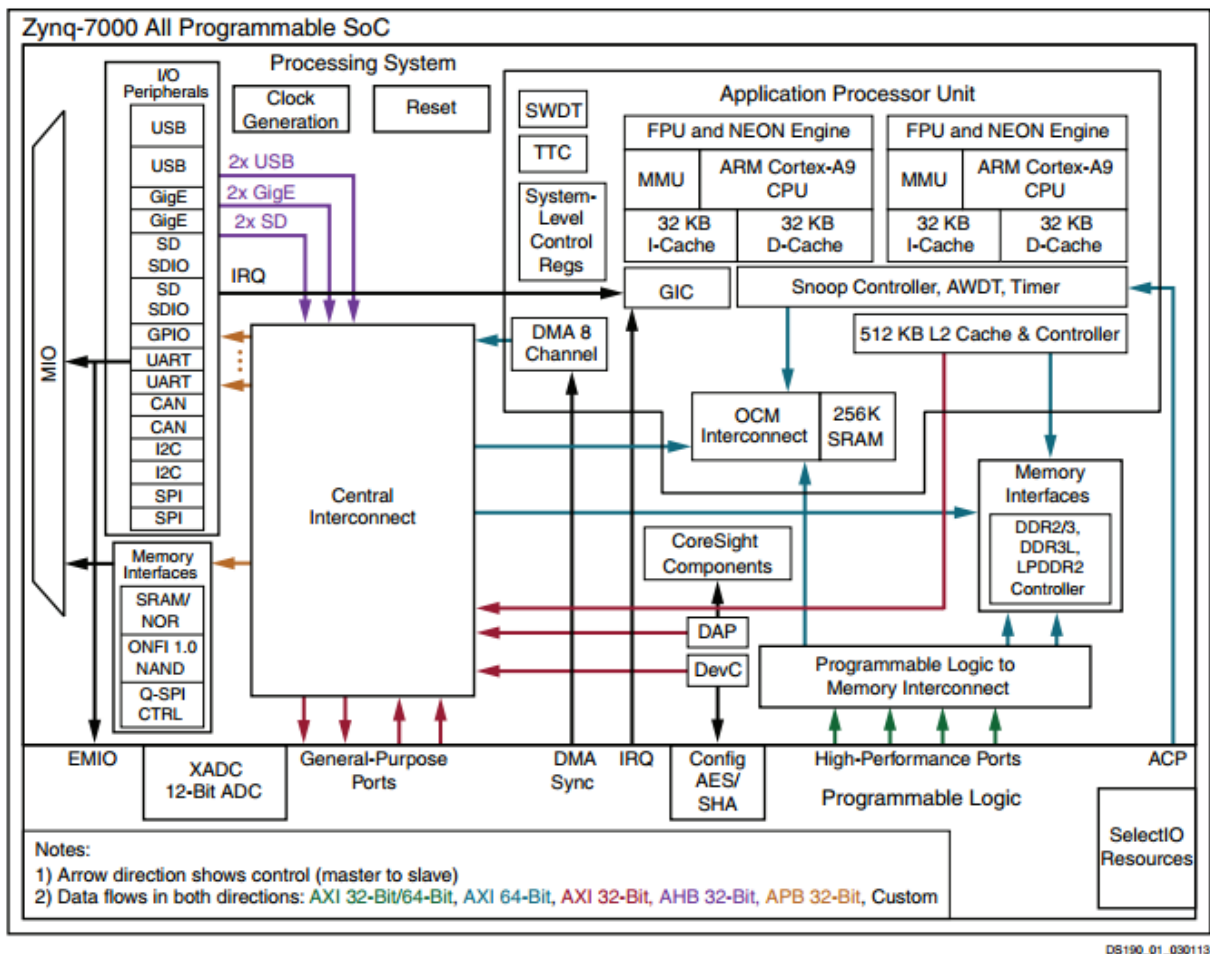 Zynq-7000 All Programmable SoC
Processing System
I/O
Peripherals
USB
USB
GigE
GigE
SD
SDIO
SD
SDIO
GPIO
UART
UART
CAN
CAN
I2C
I2C
SPI
SPI
MIO
Clock
Generation
Reset
2x USB
2x GigE
2x SD
IRQ
Application Processor Unit
SWDT
TTC
System-
Level
Control
Regs
FPU and NEON Engine
MMU
ARM Cortex-A9
CPU
32 KB
I-Cache
32 KB
D-Cache
FPU and NEON Engine
MMU
ARM Cortex-A9
CPU
32 KB
I-Cache
32 KB
D-Cache
GIC
Snoop Controller, AWDT, Timer
DMA 8
Channel
512 KB L2 Cache & Controller
OCM
Interconnect
256K
SRAM
Central
Interconnect
Memory
Interfaces
DDR2/3,
DDR3L,
LPDDR2
Controller
CoreSight
Components
DAP
DevC
Programmable Logic to
Memory Interconnect
Memory
Interfaces
SRAM/
NOR
ONFI 1.0
NAND
Q-SPI
CTRL
EMIO
XADC
12-Bit ADC
General-Purpose
Ports
DMA
Sync
IRQ
Config
AES/
SHA
High-Performance Ports
ACP
Programmable Logic
SelectIO
Resources
Notes:
1) Arrow direction shows control (master to slave)
2) Data flows in both directions: AXI 32-Bit/64-Bit, AXI 64-Bit, AXI 32-Bit, AHB 32-Bit, APB 32-Bit, Custom
DS190_01_030113